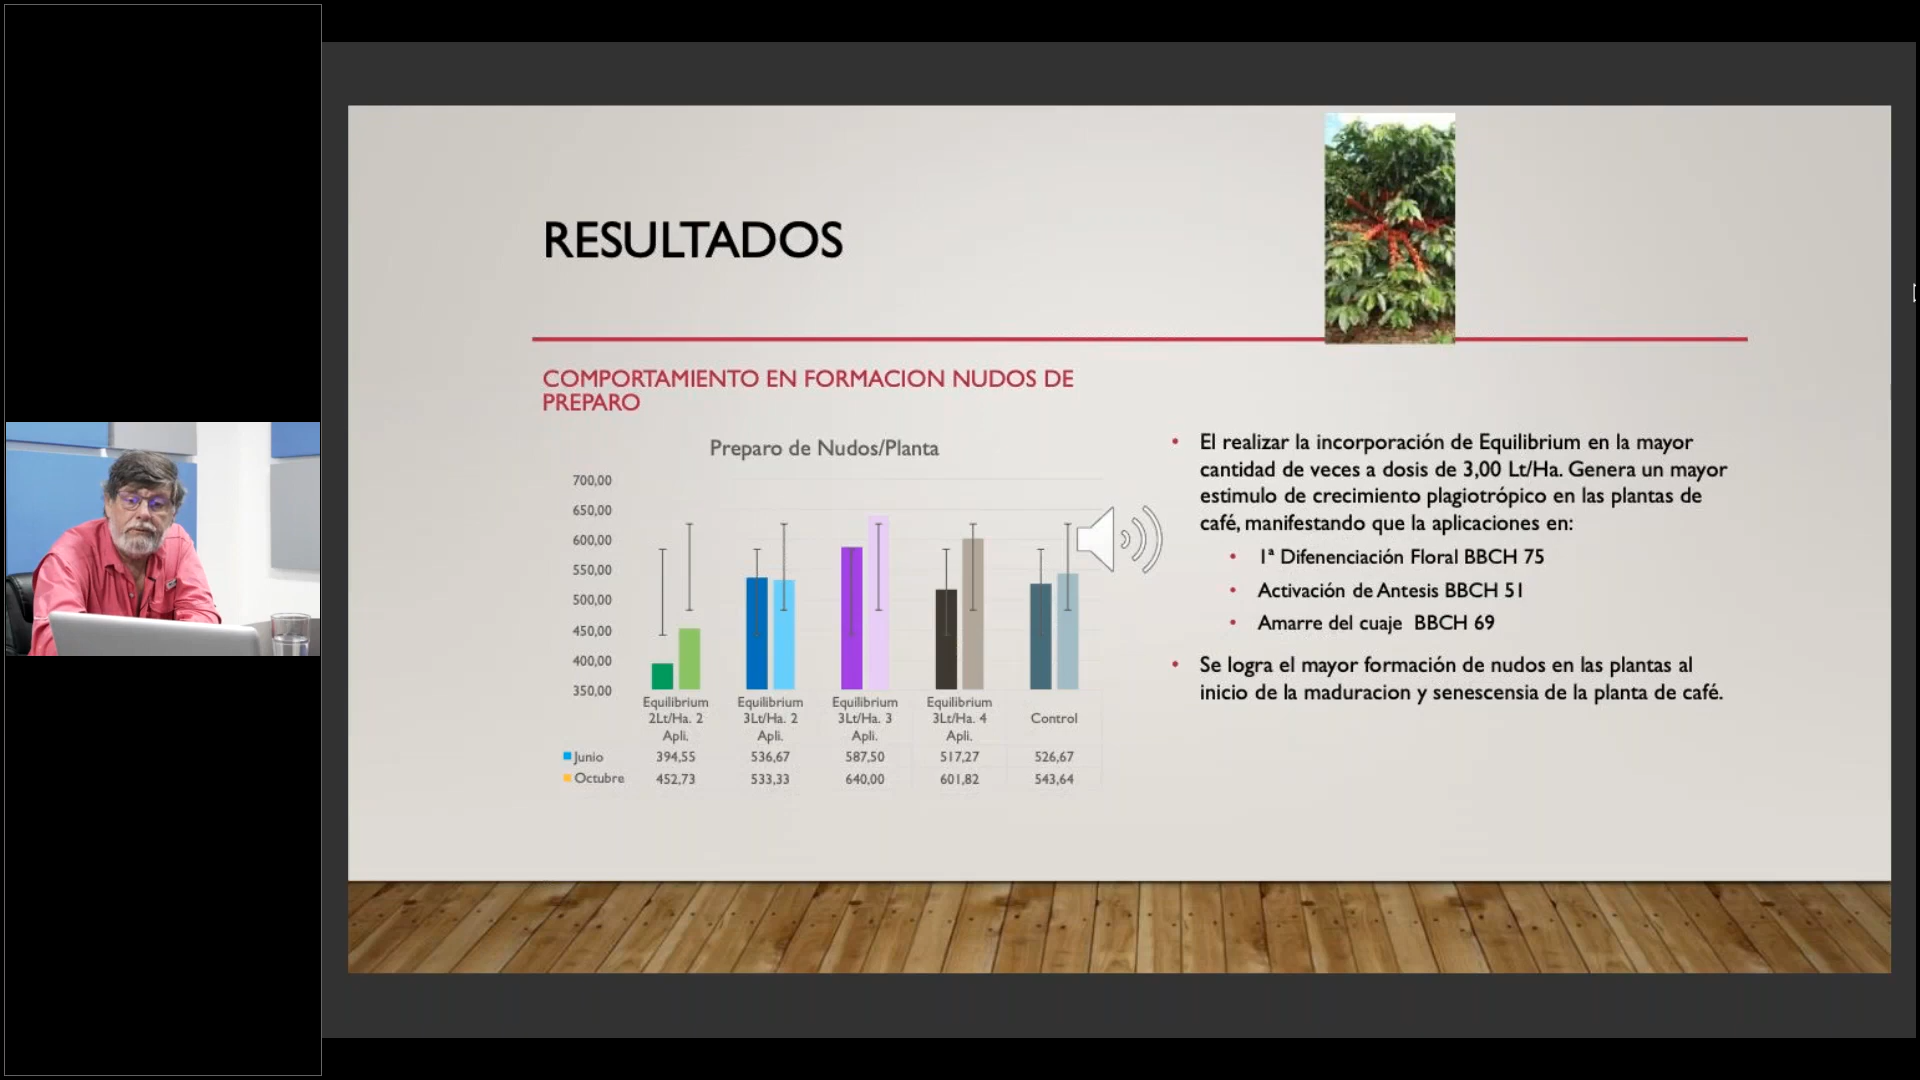 RESULTADOS
COMPORTAMIENTO EN FORMACION NUDOS DE
PREPARO
Preparo de Nudos/Planta
700,00
650,00
600,00
550,00
500,00
450,00
400,00
350,00
Equilibrium 2Lt/Ha. 2 Apli.
Equilibrium 3Lt/Ha. 2 Apli.
Equilibrium 3Lt/Ha. 3 Apli.
Equilibrium 3Lt/Ha. 4 Apli.
Control
Junio 394,55 536,67 587,50 517,27 526,67
Octubre 452,73 533,33 640,00 601,82 543,64
• El realizar la incorporación de Equilibrium en la mayor
cantidad de veces a dosis de 3,00 Lt/Ha. Genera un mayor
estimulo de crecimiento plagiotrópico en las plantas de
café, manifestando que la aplicaciones en:
• 1ª Difenenciación Floral BBCH 75
• Activación de Antesis BBCH 51
• Amarre del cuaje BBCH 69
• Se logra el mayor formación de nudos en las plantas al
inicio de la maduracion y senescensia de la planta de café.